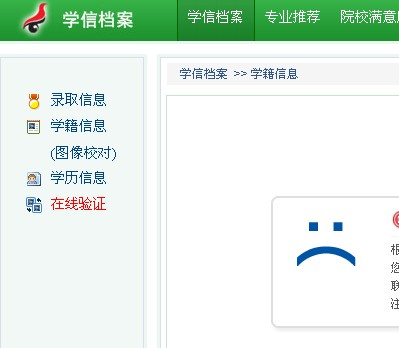 学信档案
学信档案 专业推荐 院校满意
学信档案 >> 学籍信息
录取信息
学籍信息
(图像校对)
学历信息
在线验证
根
您
联
注